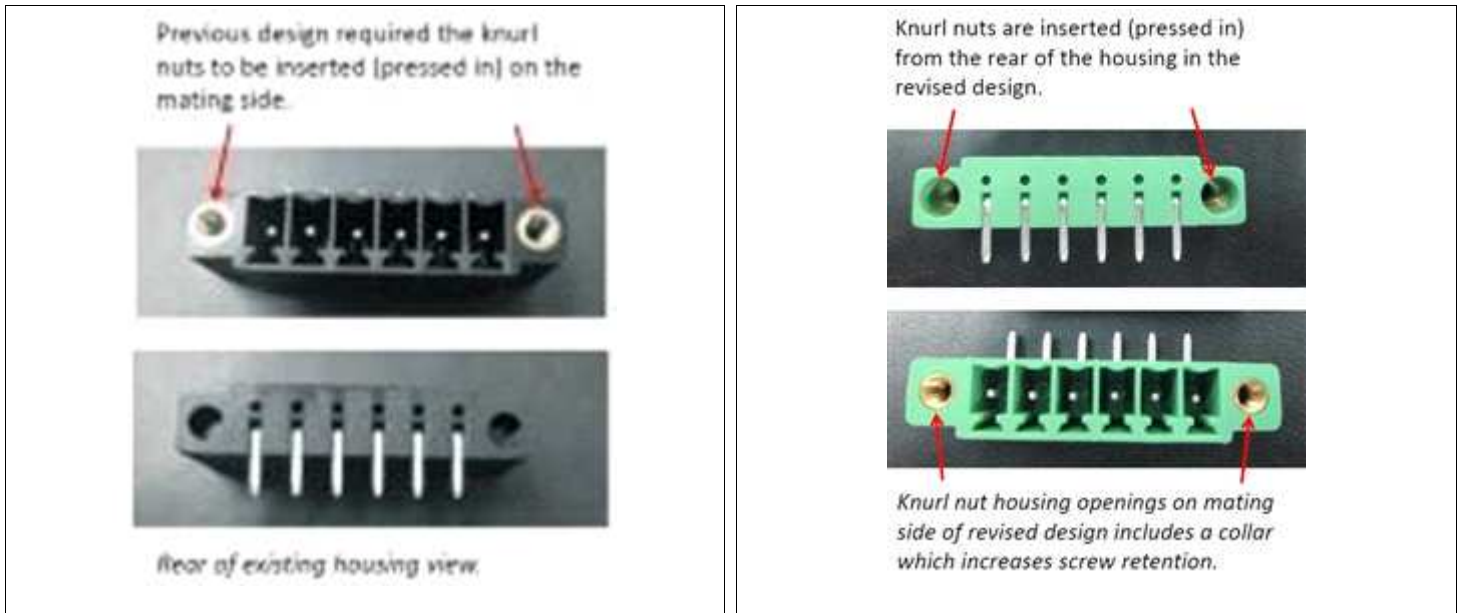 Previous design required the knurl
nuts to be inserted (pressed in) on the
mating side.
Rear of existing housing view.
Knurl nuts are inserted (pressed in)
from the rear of the housing in the
revised design.
Knurl nut housing openings on mating
side of revised design includes a collar
which increases screw retention.